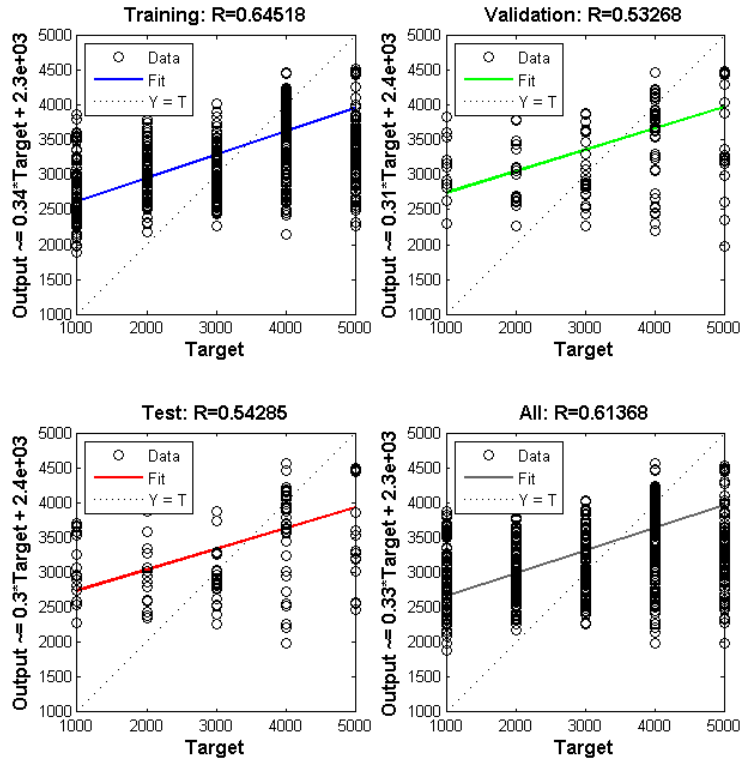 Training: R=0.64518
Output ~= 0.34*Target + 2.3e+03
5000
4500
4000
3500
3000
2500
2000
1500
1000
Data
Fit
Y = T
1000 2000 3000 4000 5000
Target
Validation: R=0.53268
Output ~= 0.31*Target + 2.4e+03
5000
4500
4000
3500
3000
2500
2000
1500
1000
Data
Fit
Y = T
1000 2000 3000 4000 5000
Target
Test: R=0.54285
Output ~= 0.3*Target + 2.4e+03
5000
4500
4000
3500
3000
2500
2000
1500
1000
Data
Fit
Y = T
1000 2000 3000 4000 5000
Target
All: R=0.61368
Output ~= 0.33*Target + 2.3e+03
5000
4500
4000
3500
3000
2500
2000
1500
1000
Data
Fit
Y = T
1000 2000 3000 4000 5000
Target